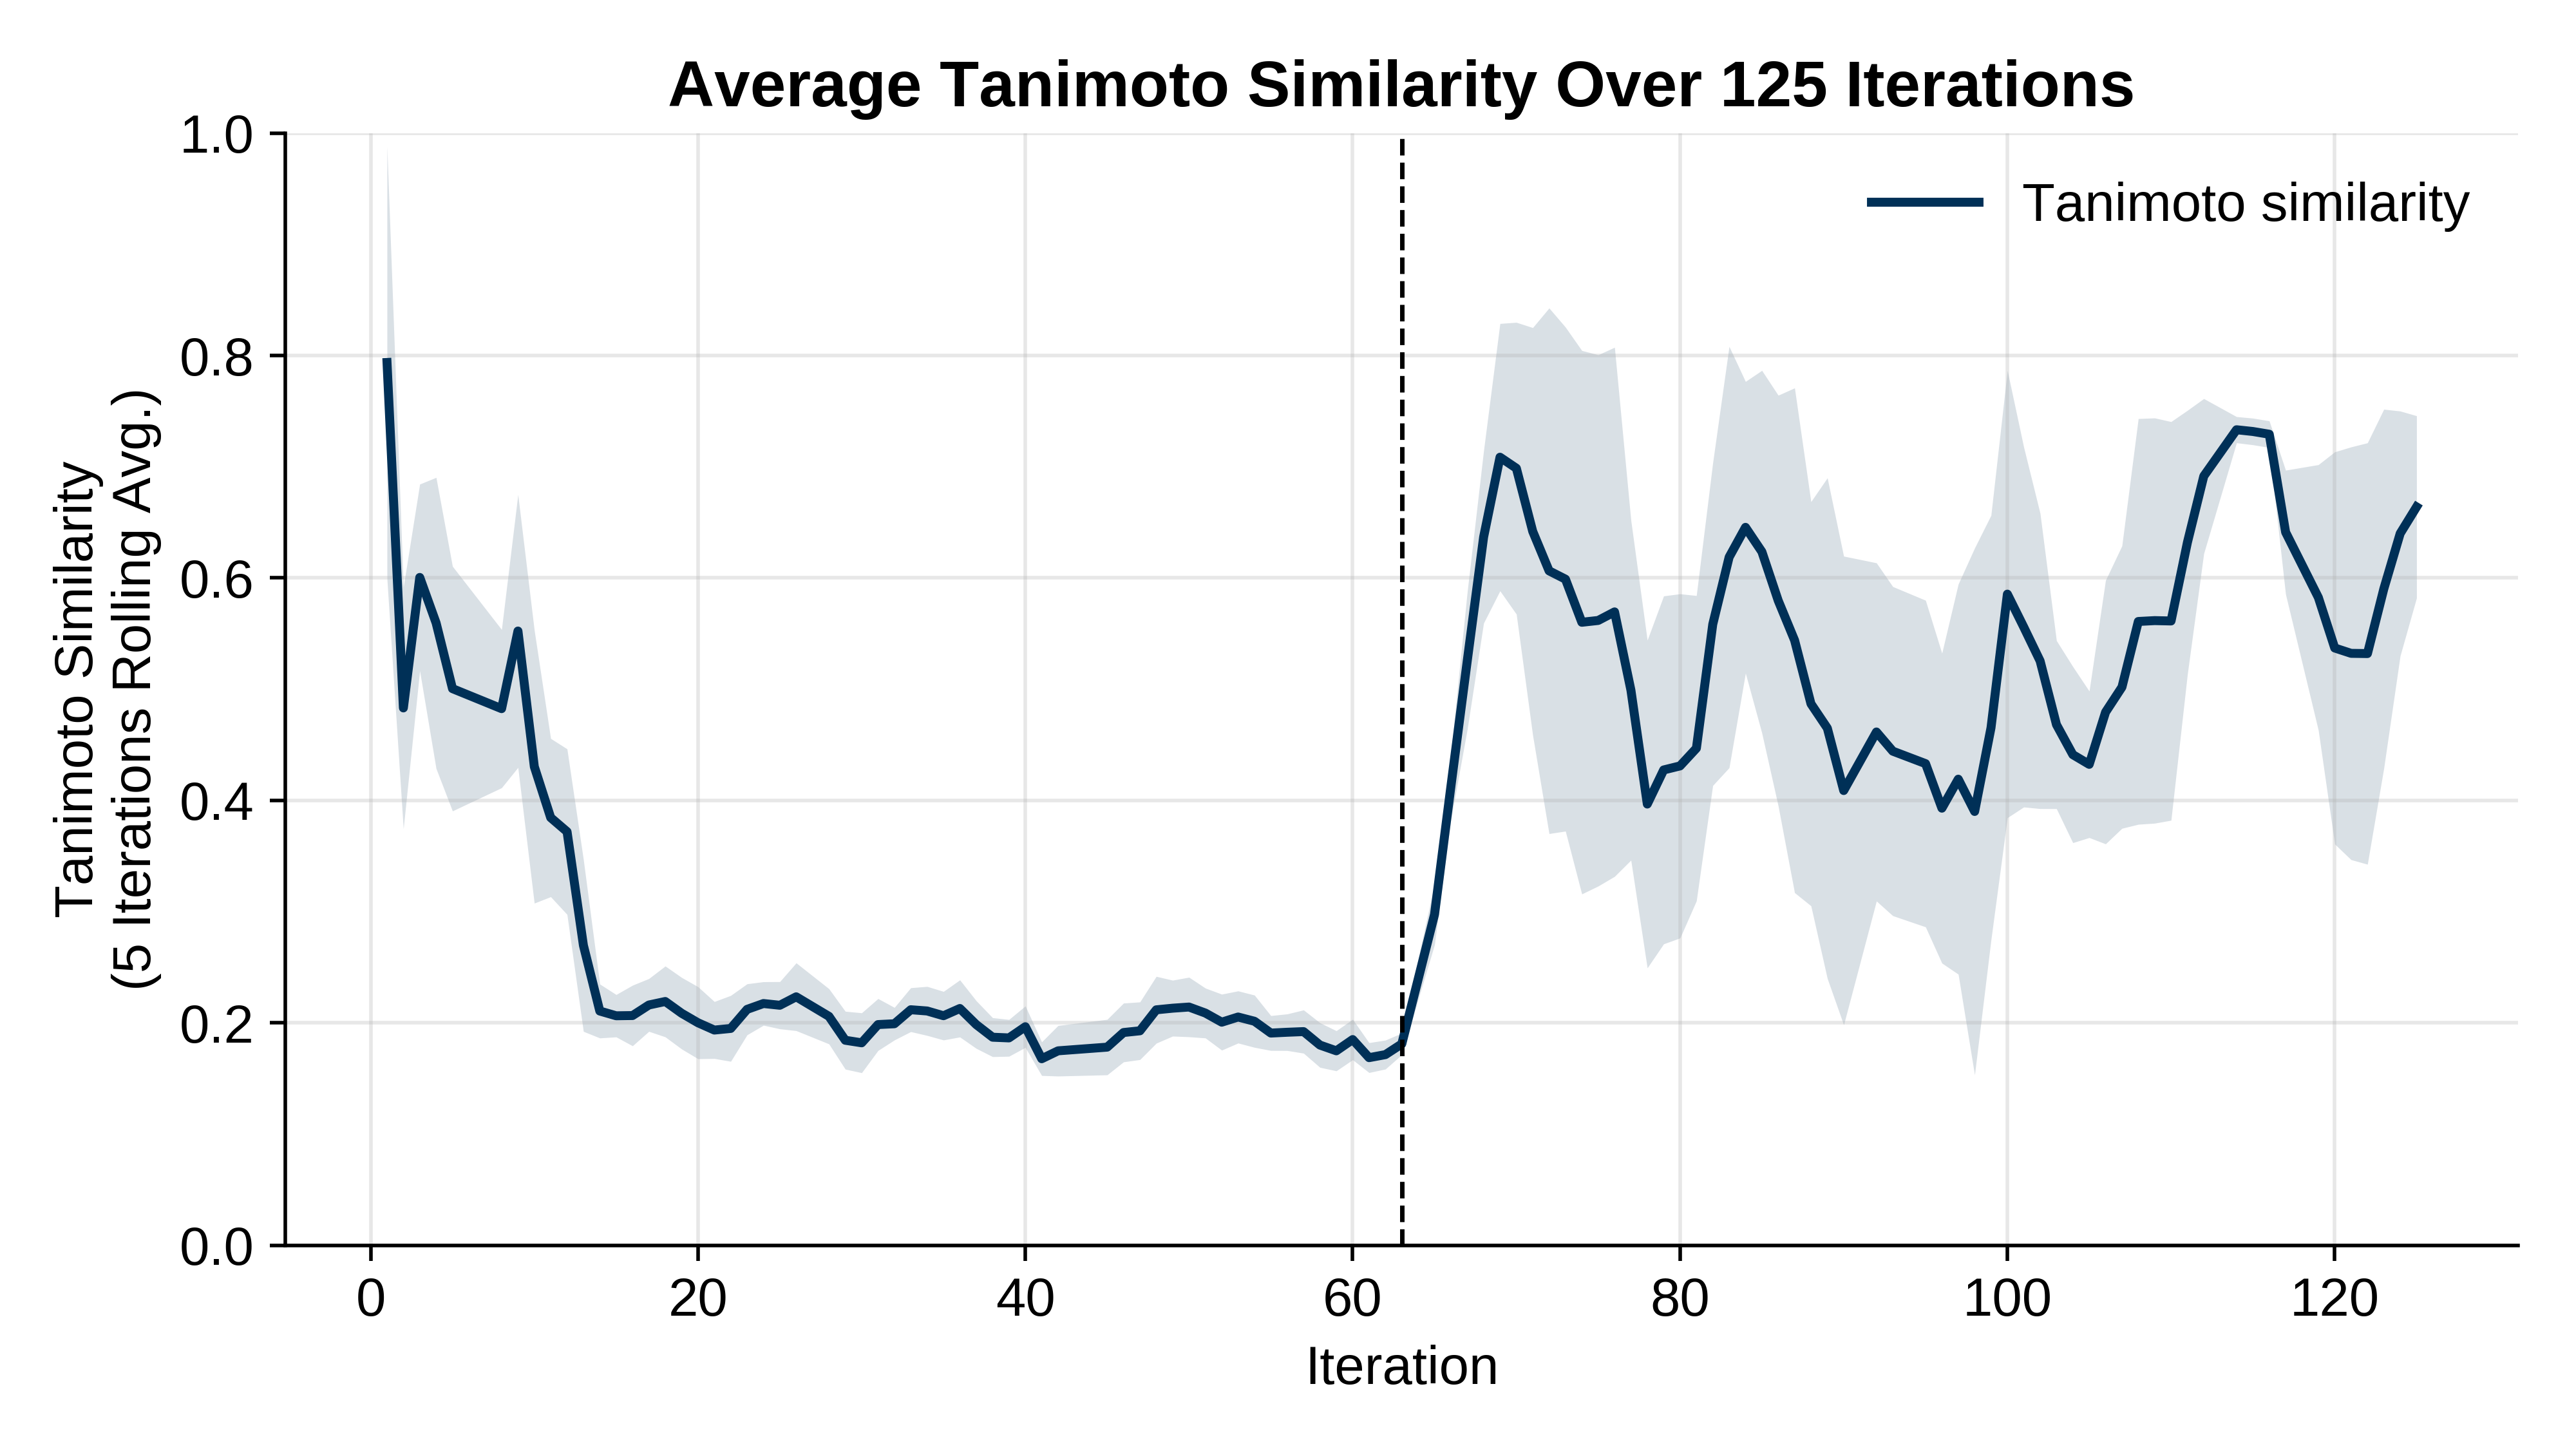 Average Tanimoto Similarity Over 125 Iterations
Tanimoto similarity
Tanimoto Similarity
(5 Iterations Rolling Avg.)
1.0
0.8
0.6
0.4
0.2
0.0
0 20 40 60 80 100 120
Iteration